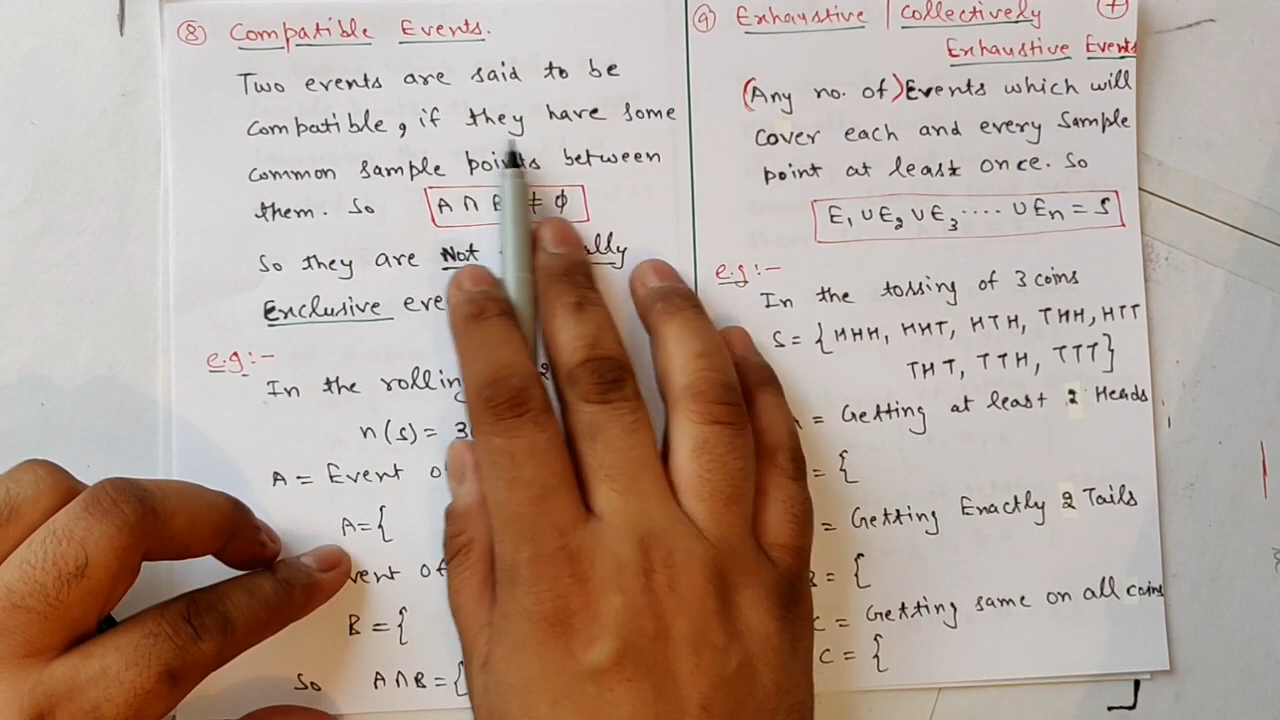 ⑧ Compatible Events.
Two events are said to be
compatible, if they have some
common sample points between
them. So A ∩ B ≠ ϕ
So they are Not
Exclusive
e.g:-
In the rolling
n(s) = 3
A = Event
A={
B={
So A∩B={
⑨ Exhaustive / Collectively
Exhaustive Events
(Any no. of) Events which will
cover each and every sample
point at least once. So
E₁ ∪ E₂ ∪ E₃ ..... ∪ Eₙ = S
e.g:-
In the tossing of 3 coins
S = {HHH, HHT, HTH, THH, HTT
THT, TTH, TTT}
= Getting at least 2 Heads
= {
= Getting Exactly 2 Tails
B = {
C = Getting same on all coins
C = {